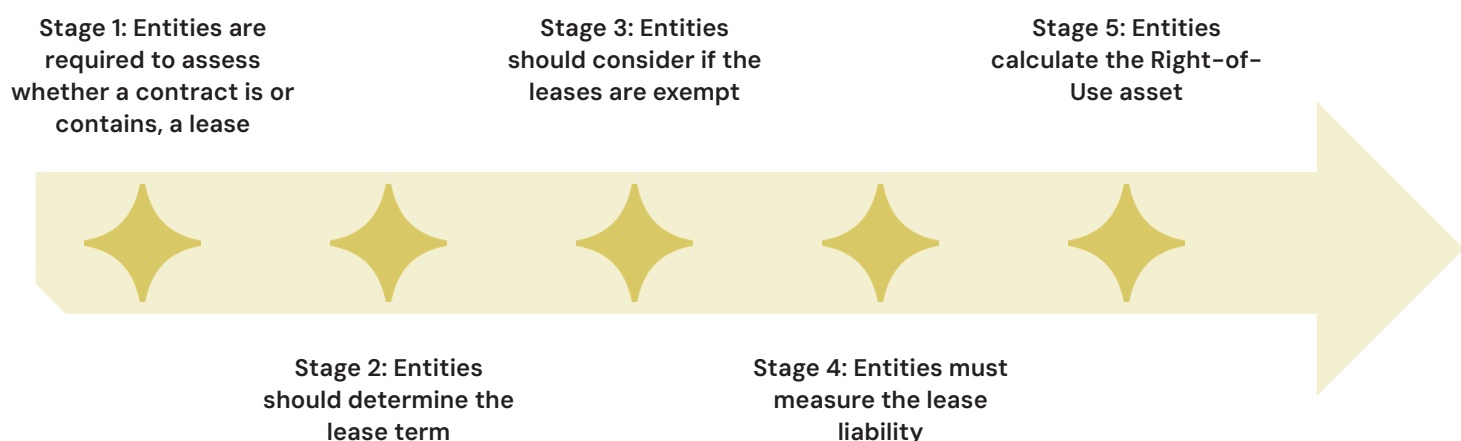 Stage 1: Entities are
required to assess
whether a contract is or
contains, a lease
Stage 2: Entities
should determine the
lease term
Stage 3: Entities
should consider if the
leases are exempt
Stage 4: Entities must
measure the lease
liability
Stage 5: Entities
calculate the Right-of-
Use asset